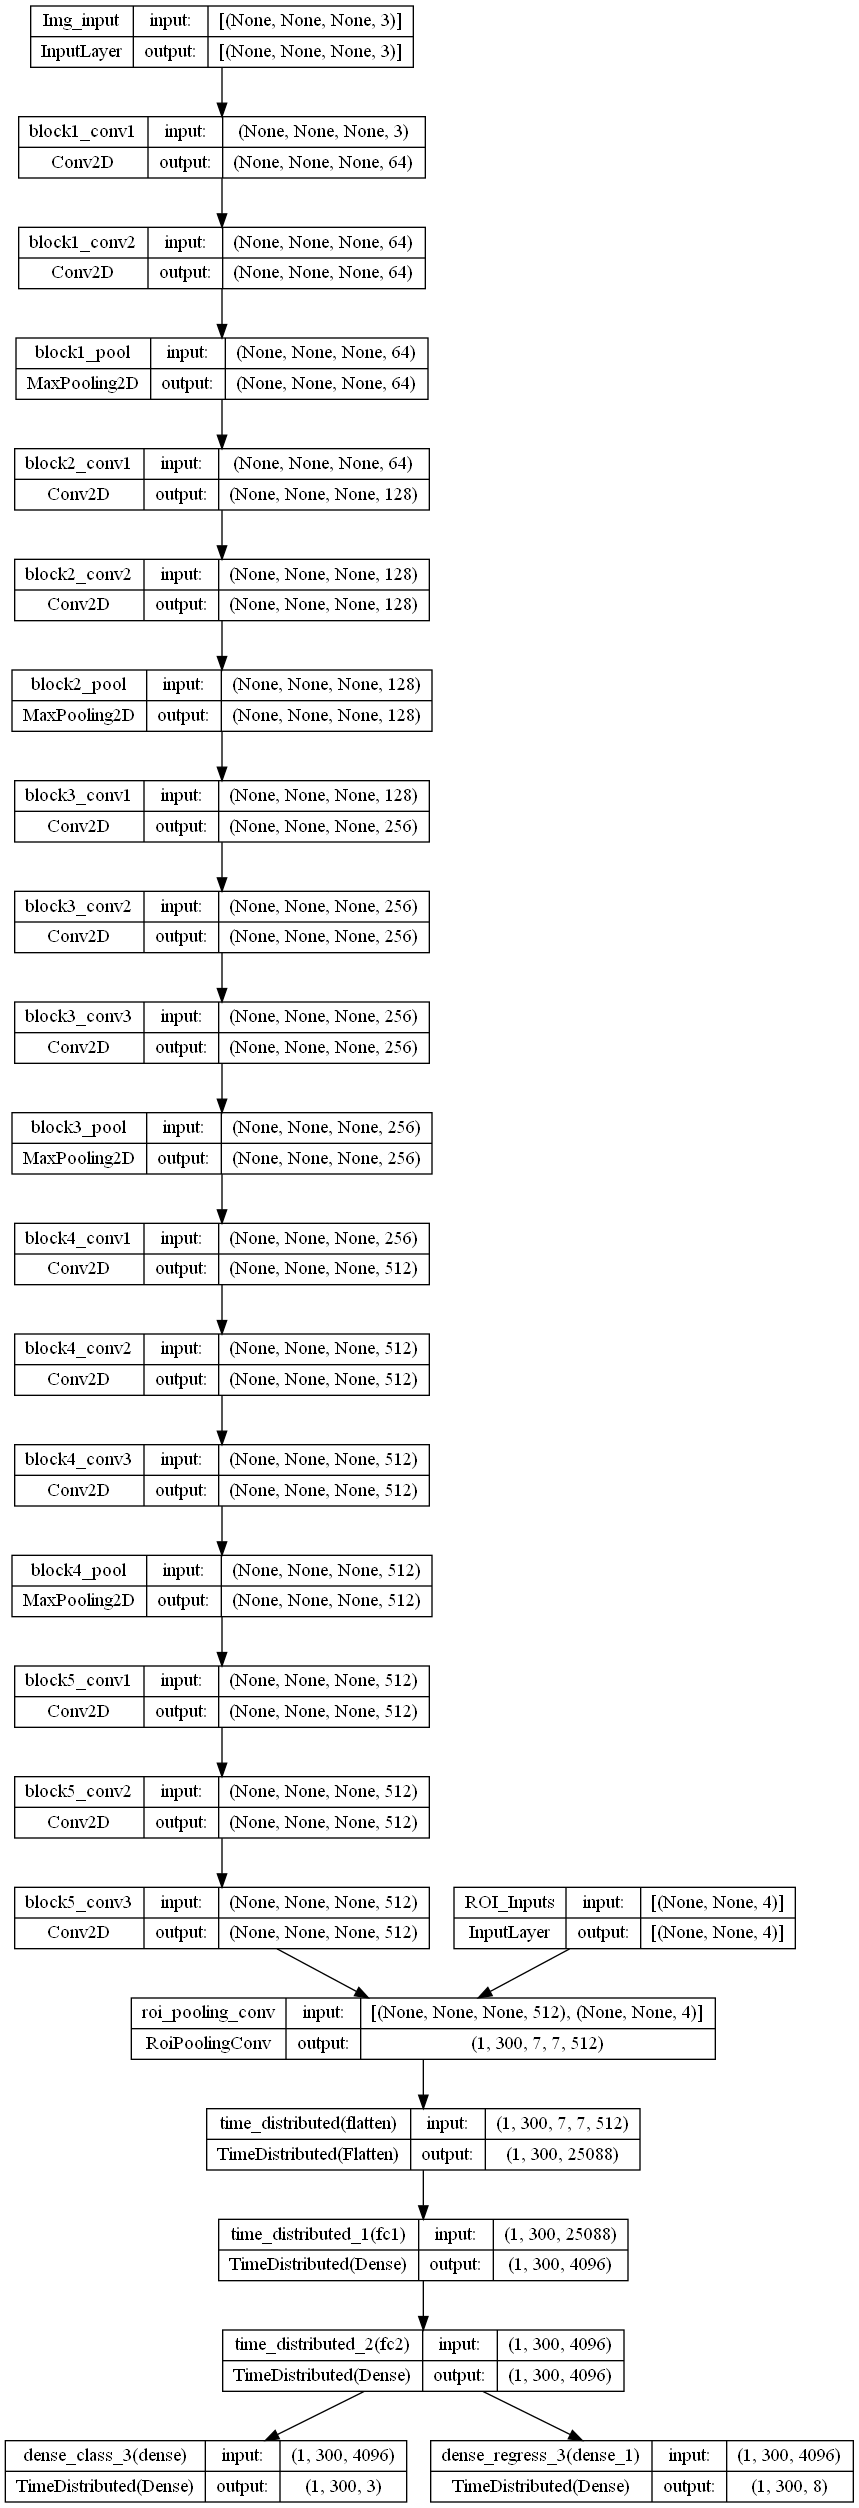 Img_input input: [(None, None, None, 3)]
InputLayer output: [(None, None, None, 3)]
block1_conv1 input: (None, None, None, 3)
Conv2D output: (None, None, None, 64)
block1_conv2 input: (None, None, None, 64)
Conv2D output: (None, None, None, 64)
block1_pool input: (None, None, None, 64)
MaxPooling2D output: (None, None, None, 64)
block2_conv1 input: (None, None, None, 64)
Conv2D output: (None, None, None, 128)
block2_conv2 input: (None, None, None, 128)
Conv2D output: (None, None, None, 128)
block2_pool input: (None, None, None, 128)
MaxPooling2D output: (None, None, None, 128)
block3_conv1 input: (None, None, None, 128)
Conv2D output: (None, None, None, 256)
block3_conv2 input: (None, None, None, 256)
Conv2D output: (None, None, None, 256)
block3_conv3 input: (None, None, None, 256)
Conv2D output: (None, None, None, 256)
block3_pool input: (None, None, None, 256)
MaxPooling2D output: (None, None, None, 256)
block4_conv1 input: (None, None, None, 256)
Conv2D output: (None, None, None, 512)
block4_conv2 input: (None, None, None, 512)
Conv2D output: (None, None, None, 512)
block4_conv3 input: (None, None, None, 512)
Conv2D output: (None, None, None, 512)
block4_pool input: (None, None, None, 512)
MaxPooling2D output: (None, None, None, 512)
block5_conv1 input: (None, None, None, 512)
Conv2D output: (None, None, None, 512)
block5_conv2 input: (None, None, None, 512)
Conv2D output: (None, None, None, 512)
block5_conv3 input: (None, None, None, 512)
Conv2D output: (None, None, None, 512)
ROI_Inputs input: [(None, None, 4)]
InputLayer output: [(None, None, 4)]
roi_pooling_conv input: [(None, None, None, 512), (None, None, 4)]
RoiPoolingConv output: (1, 300, 7, 7, 512)
time_distributed(flatten) input: (1, 300, 7, 7, 512)
TimeDistributed(Flatten) output: (1, 300, 25088)
time_distributed_1(fc1) input: (1, 300, 25088)
TimeDistributed(Dense) output: (1, 300, 4096)
time_distributed_2(fc2) input: (1, 300, 4096)
TimeDistributed(Dense) output: (1, 300, 4096)
dense_class_3(dense) input: (1, 300, 4096)
TimeDistributed(Dense) output: (1, 300, 3)
dense_regress_3(dense_1) input: (1, 300, 4096)
TimeDistributed(Dense) output: (1, 300, 8)